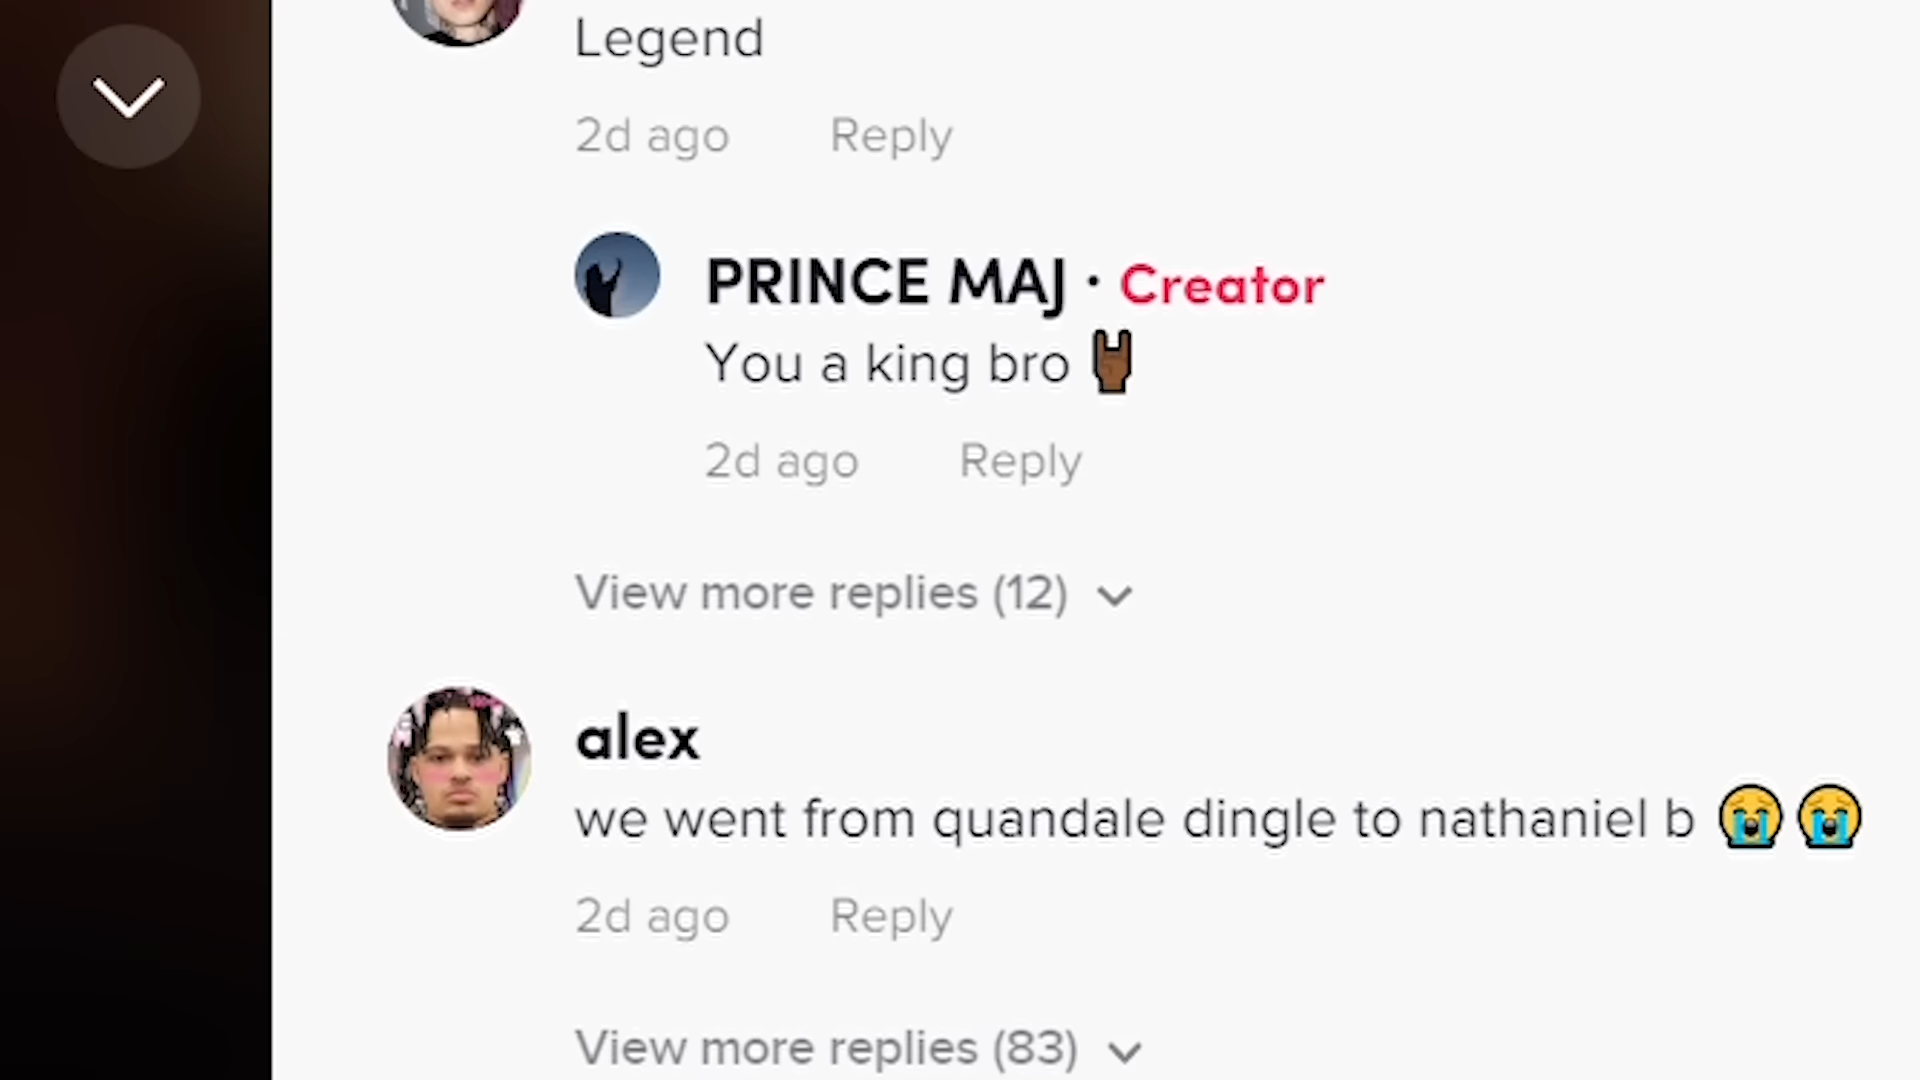 Legend
2d ago Reply
PRINCE MAJ · Creator
You a king bro 🤘🏾
2d ago Reply
View more replies (12)
alex
we went from quandale dingle to nathaniel b 😭😭
2d ago Reply
View more replies (83)